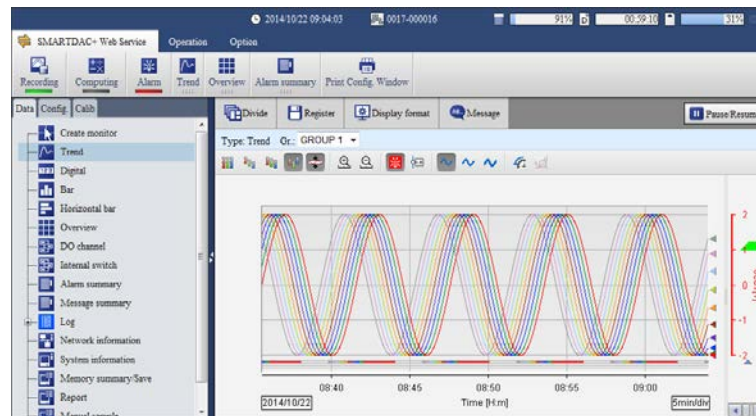 2014/10/22 09:04:03 0017-000016 91% 00:59:10 31%
SMARTDAC+ Web Service Operation Option
Recording Computing Alarm Trend Overview Alarm summary Print Config. Window
Data Config. Calib
Divide Register Display format Message Pause Resum
Type: Trend Gr.: GROUP 1
Create monitor
Trend
Digital
Bar
Horizontal bar
Overview
DO channel
Internal switch
Alarm summary
Message summary
Log
Network information
System information
Memory summary/Save
Report
2
1
0
-1
-2
08:40 08:45 08:50 08:55 09:00
2014/10/22 Time [H:m] 5min/div